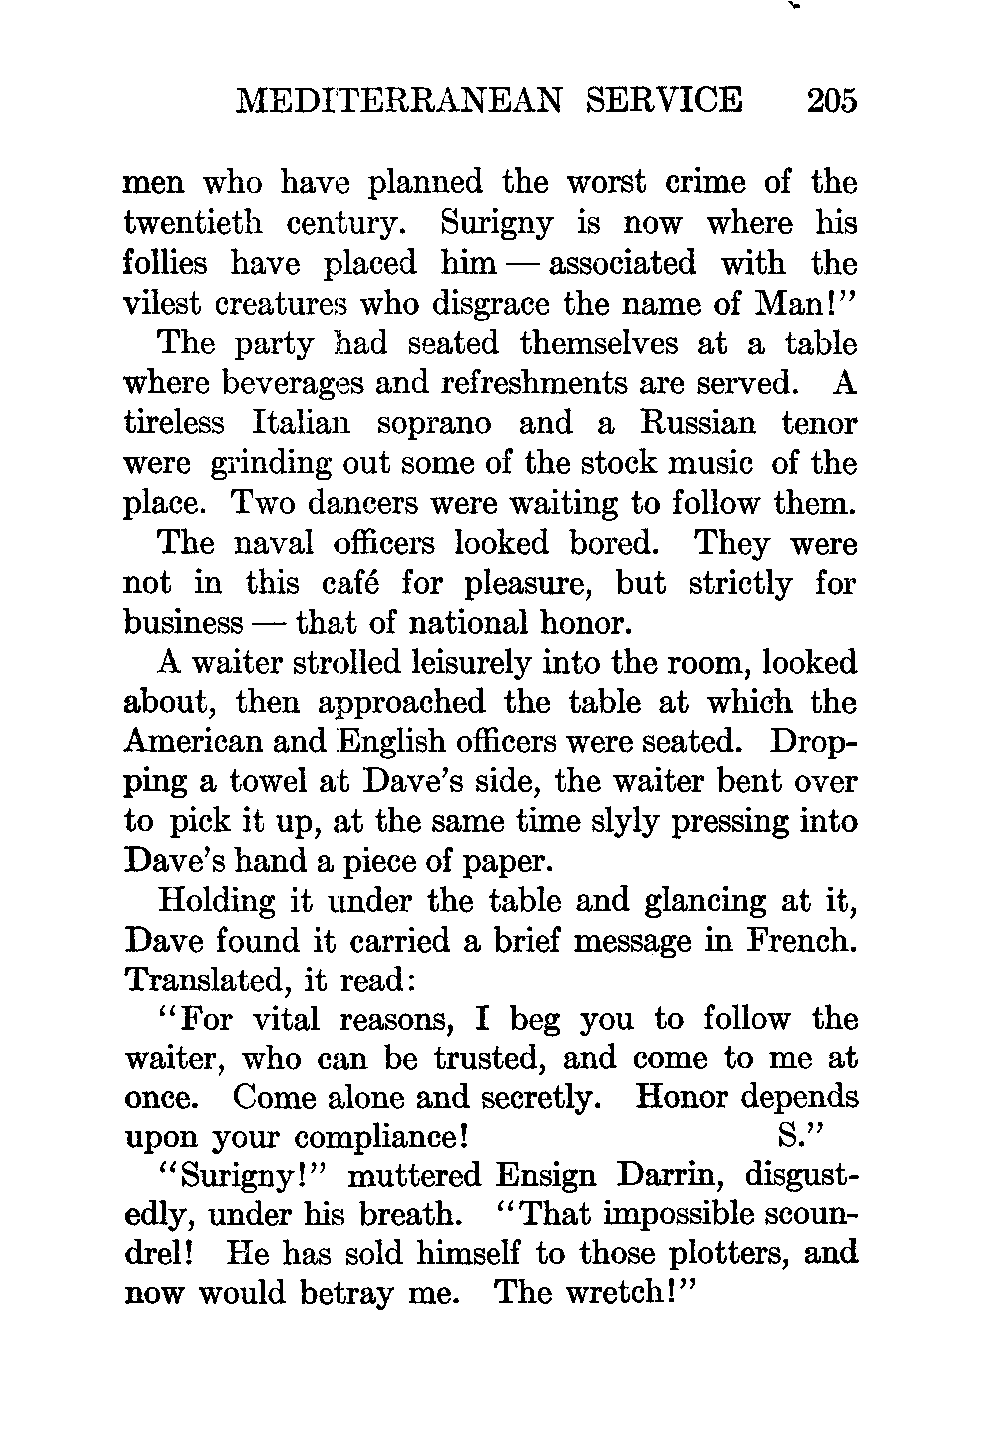 MEDITERRANEAN SERVICE 205
men who have planned the worst crime of the
twentieth century. Surigny is now where his
follies have placed him — associated with the
vilest creatures who disgrace the name of Man!”
The party had seated themselves at a table
where beverages and refreshments are served. A
tireless Italian soprano and a Russian tenor
were grinding out some of the stock music of the
place. Two dancers were waiting to follow them.
The naval officers looked bored. They were
not in this café for pleasure, but strictly for
business — that of national honor.
A waiter strolled leisurely into the room, looked
about, then approached the table at which the
American and English officers were seated. Drop-
ping a towel at Dave’s side, the waiter bent over
to pick it up, at the same time slyly pressing into
Dave’s hand a piece of paper.
Holding it under the table and glancing at it,
Dave found it carried a brief message in French.
Translated, it read:
“For vital reasons, I beg you to follow the
waiter, who can be trusted, and come to me at
once. Come alone and secretly. Honor depends
upon your compliance! S.”
“Surigny!” muttered Ensign Darrin, disgust-
edly, under his breath. “That impossible scoun-
drel! He has sold himself to those plotters, and
now would betray me. The wretch!”